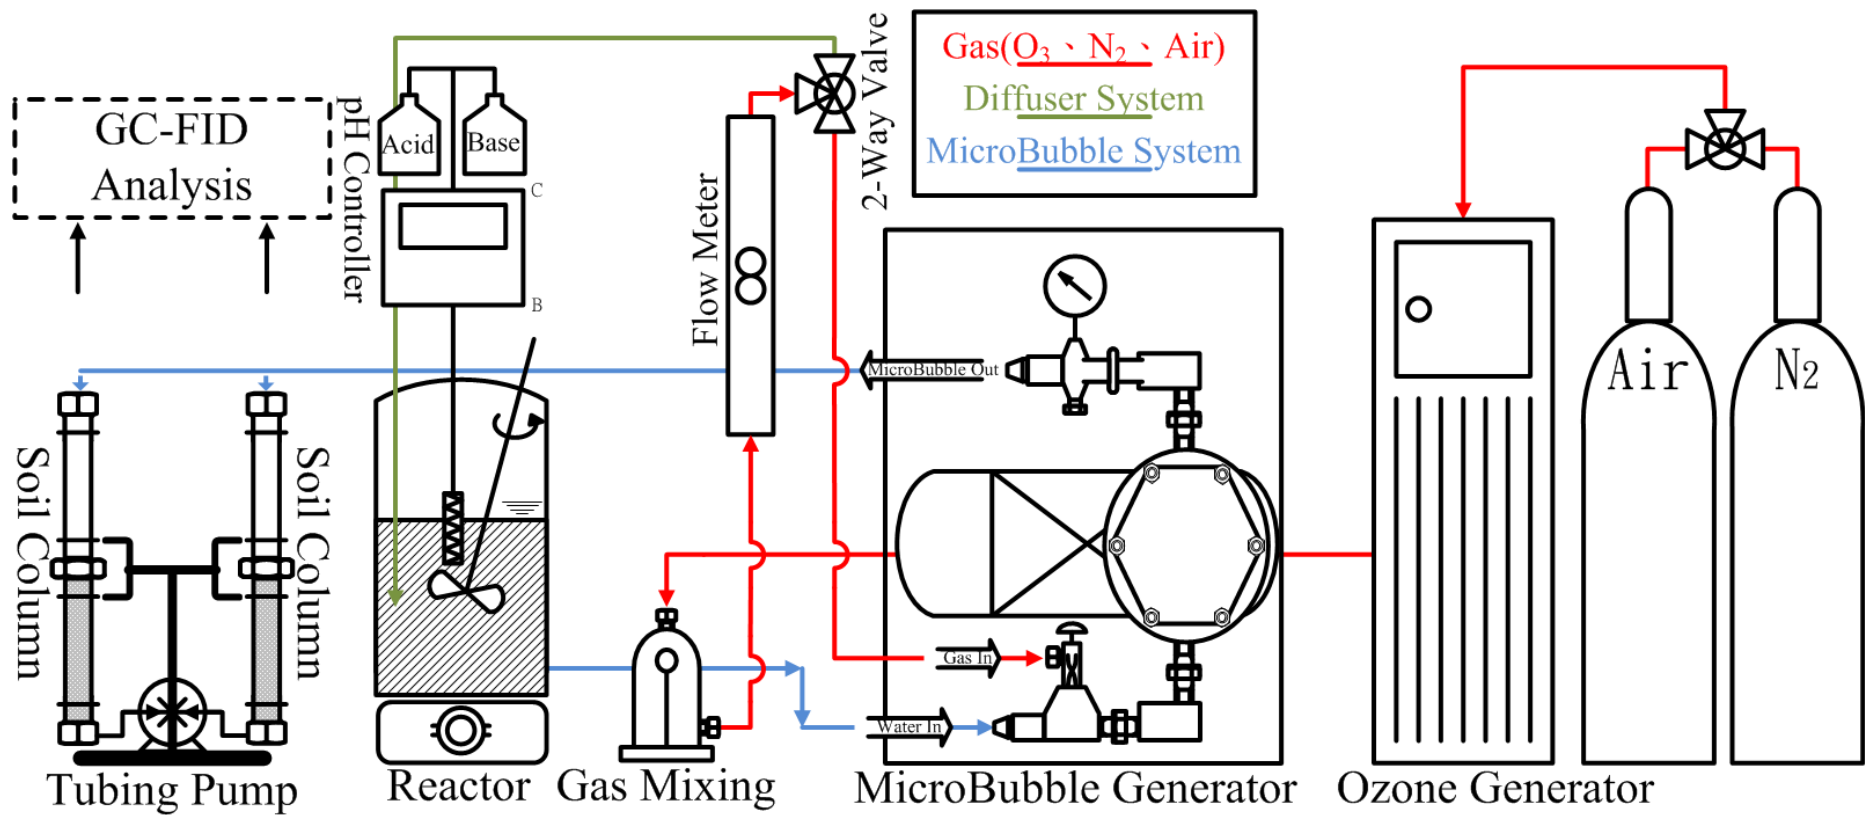 Gas(O₃、N₂、Air)
Diffuser System
MicroBubble System
2-Way Valve
GC-FID
Analysis
pH Controller
Acid
Base
C
B
Flow Meter
MicroBubble Out
Air
N2
Soil Column
Soil Column
Gas In
Water In
Tubing Pump
Reactor
Gas Mixing
MicroBubble Generator
Ozone Generator